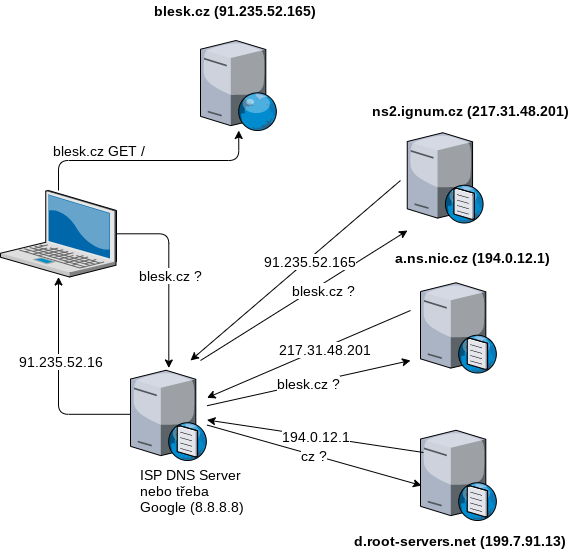 blesk.cz (91.235.52.165)
ns2.ignum.cz (217.31.48.201)
blesk.cz GET /
91.235.52.165
a.ns.nic.cz (194.0.12.1)
blesk.cz ?
blesk.cz ?
217.31.48.201
91.235.52.16
blesk.cz ?
194.0.12.1
cz ?
ISP DNS Server
nebo třeba
Google (8.8.8.8)
d.root-servers.net (199.7.91.13)